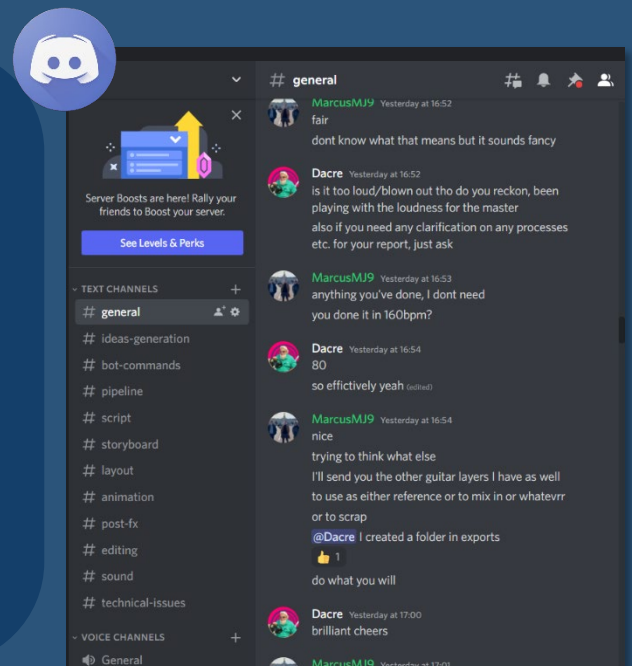 Server Boosts are here! Rally your
friends to Boost your server.
See Levels & Perks
TEXT CHANNELS
# general
# ideas-generation
# bot-commands
# pipeline
# script
# storyboard
# layout
# animation
# post-fx
# editing
# sound
# technical-issues
VOICE CHANNELS
General
# general
MarcusMJ9 Yesterday at 16:52
fair
dont know what that means but it sounds fancy
Dacre Yesterday at 16:52
is it too loud/blown out tho do you reckon, been
playing with the loudness for the master
also if you need any clarification on any processes
etc. for your report, just ask
MarcusMJ9 Yesterday at 16:53
anything you've done, I dont need
you done it in 160bpm?
Dacre Yesterday at 16:54
80
so effictively yeah (edited)
MarcusMJ9 Yesterday at 16:54
nice
trying to think what else
I'll send you the other guitar layers I have as well
to use as either reference or to mix in or whatevrr
or to scrap
@Dacre I created a folder in exports
👍 1
do what you will
Dacre Yesterday at 17:00
brilliant cheers
MarcusMJ9 Yesterday at 17:01